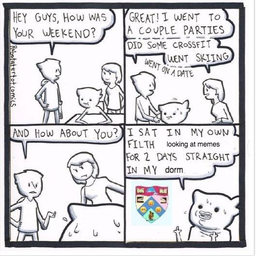 HEY GUYS, HOW WAS
YOUR WEEKEND?
GREAT! I WENT TO
A COUPLE PARTIES
DID SOME CROSSFIT
WENT SKIING
WENT ON A DATE
AND HOW ABOUT YOU?
I SAT IN MY OWN
FILTH looking at memes
FOR 2 DAYS STRAIGHT
IN MY dorm